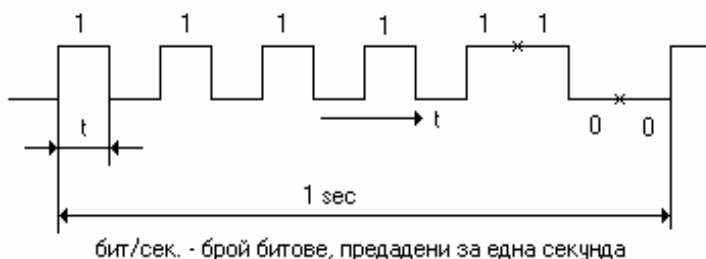 1 1 1 1 1 1
t
t
0 0
1 sec
бит/сек. - брой битове, предадени за една секунда